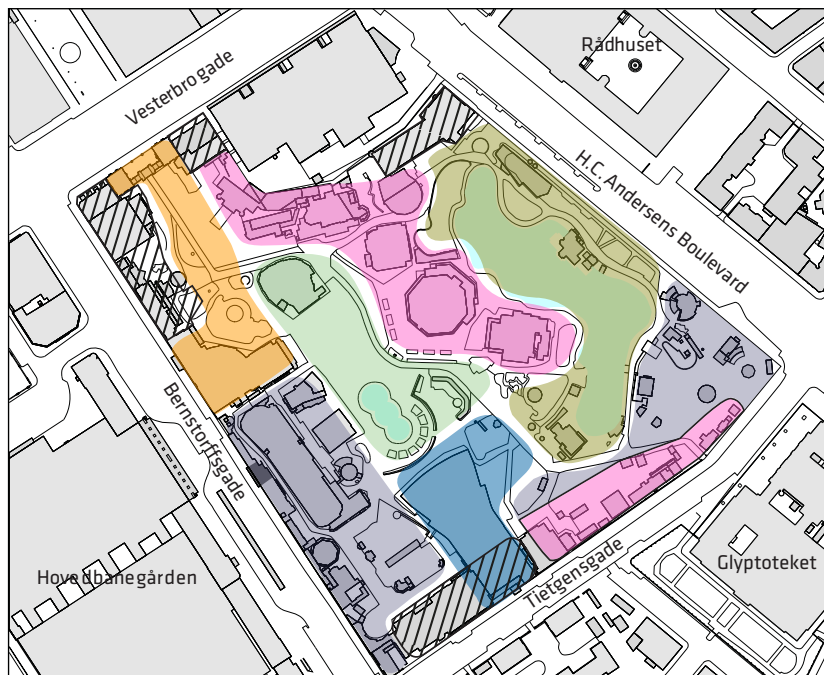 Rådhuset
Vesterbrogade
H.C. Andersens Boulevard
Bernstorffsgade
Hovedbanegården
Tietgensgade
Glyptoteket